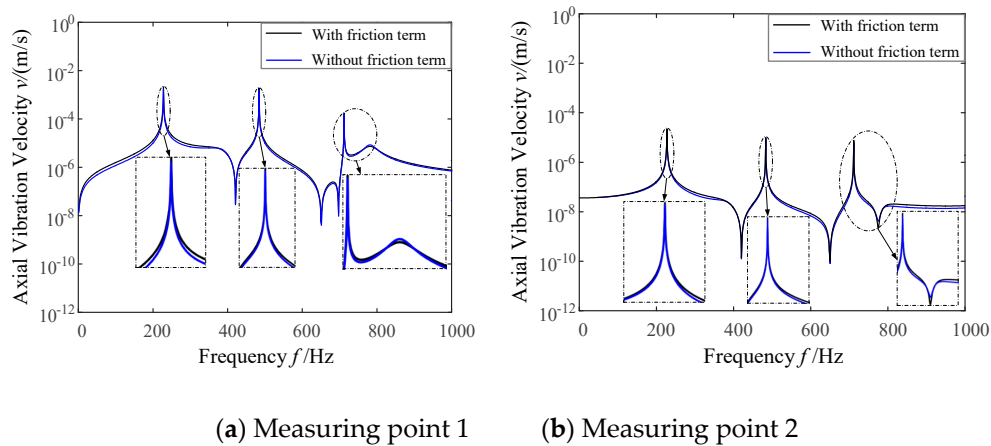 10^0
10^-2
10^-4
10^-6
10^-8
10^-10
10^-12
Axial Vibration Velocity v/(m/s)
With friction term
Without friction term
0 200 400 600 800 1000
Frequency f /Hz
10^0
10^-2
10^-4
10^-6
10^-8
10^-10
10^-12
Axial Vibration Velocity v/(m/s)
With friction term
Without friction term
0 200 400 600 800 1000
Frequency f /Hz
(a) Measuring point 1
(b) Measuring point 2